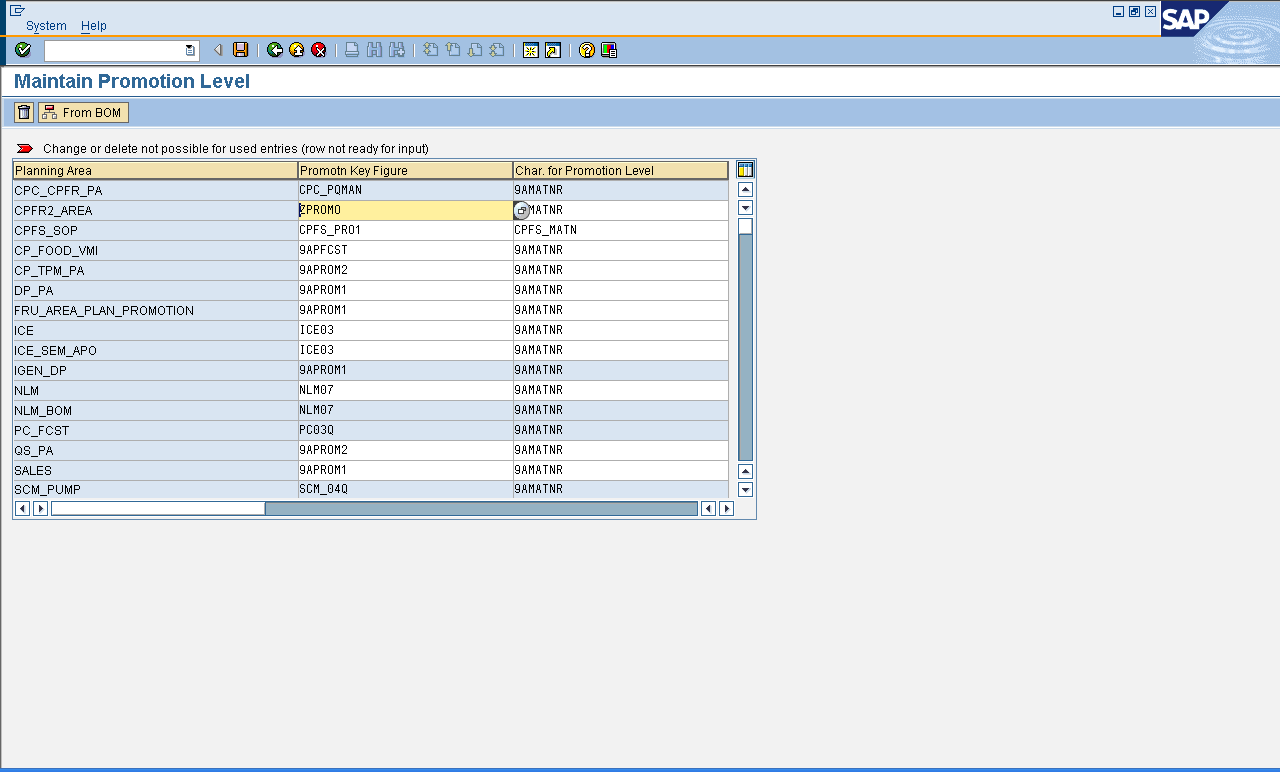 System Help
SAP
Maintain Promotion Level
From BOM
Change or delete not possible for used entries (row not ready for input)
Planning Area Promotn Key Figure Char. for Promotion Level
CPC_CPFR_PA CPC_PQMAN 9AMATNR
CPFR2_AREA ZPROMO MATNR
CPFS_SOP CPFS_PRO1 CPFS_MATN
CP_FOOD_VMI 9APFCST 9AMATNR
CP_TPM_PA 9APROM2 9AMATNR
DP_PA 9APROM1 9AMATNR
FRU_AREA_PLAN_PROMOTION 9APROM1 9AMATNR
ICE ICE03 9AMATNR
ICE_SEM_APO ICE03 9AMATNR
IGEN_DP 9APROM1 9AMATNR
NLM NLM07 9AMATNR
NLM_BOM NLM07 9AMATNR
PC_FCST PC03Q 9AMATNR
QS_PA 9APROM2 9AMATNR
SALES 9APROM1 9AMATNR
SCM_PUMP SCM_04Q 9AMATNR